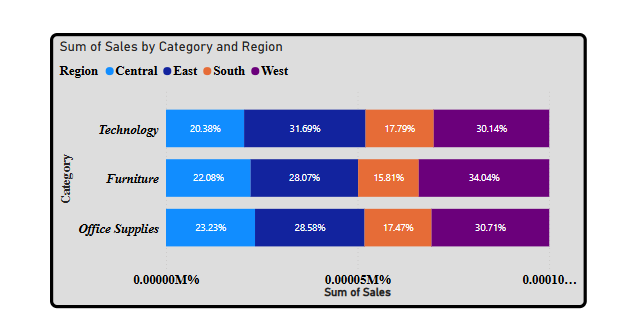 Sum of Sales by Category and Region
Region Central East South West
Technology 20.38% 31.69% 17.79% 30.14%
Furniture 22.08% 28.07% 15.81% 34.04%
Office Supplies 23.23% 28.58% 17.47% 30.71%
Category
0.00000M% 0.00005M% 0.00010...
Sum of Sales